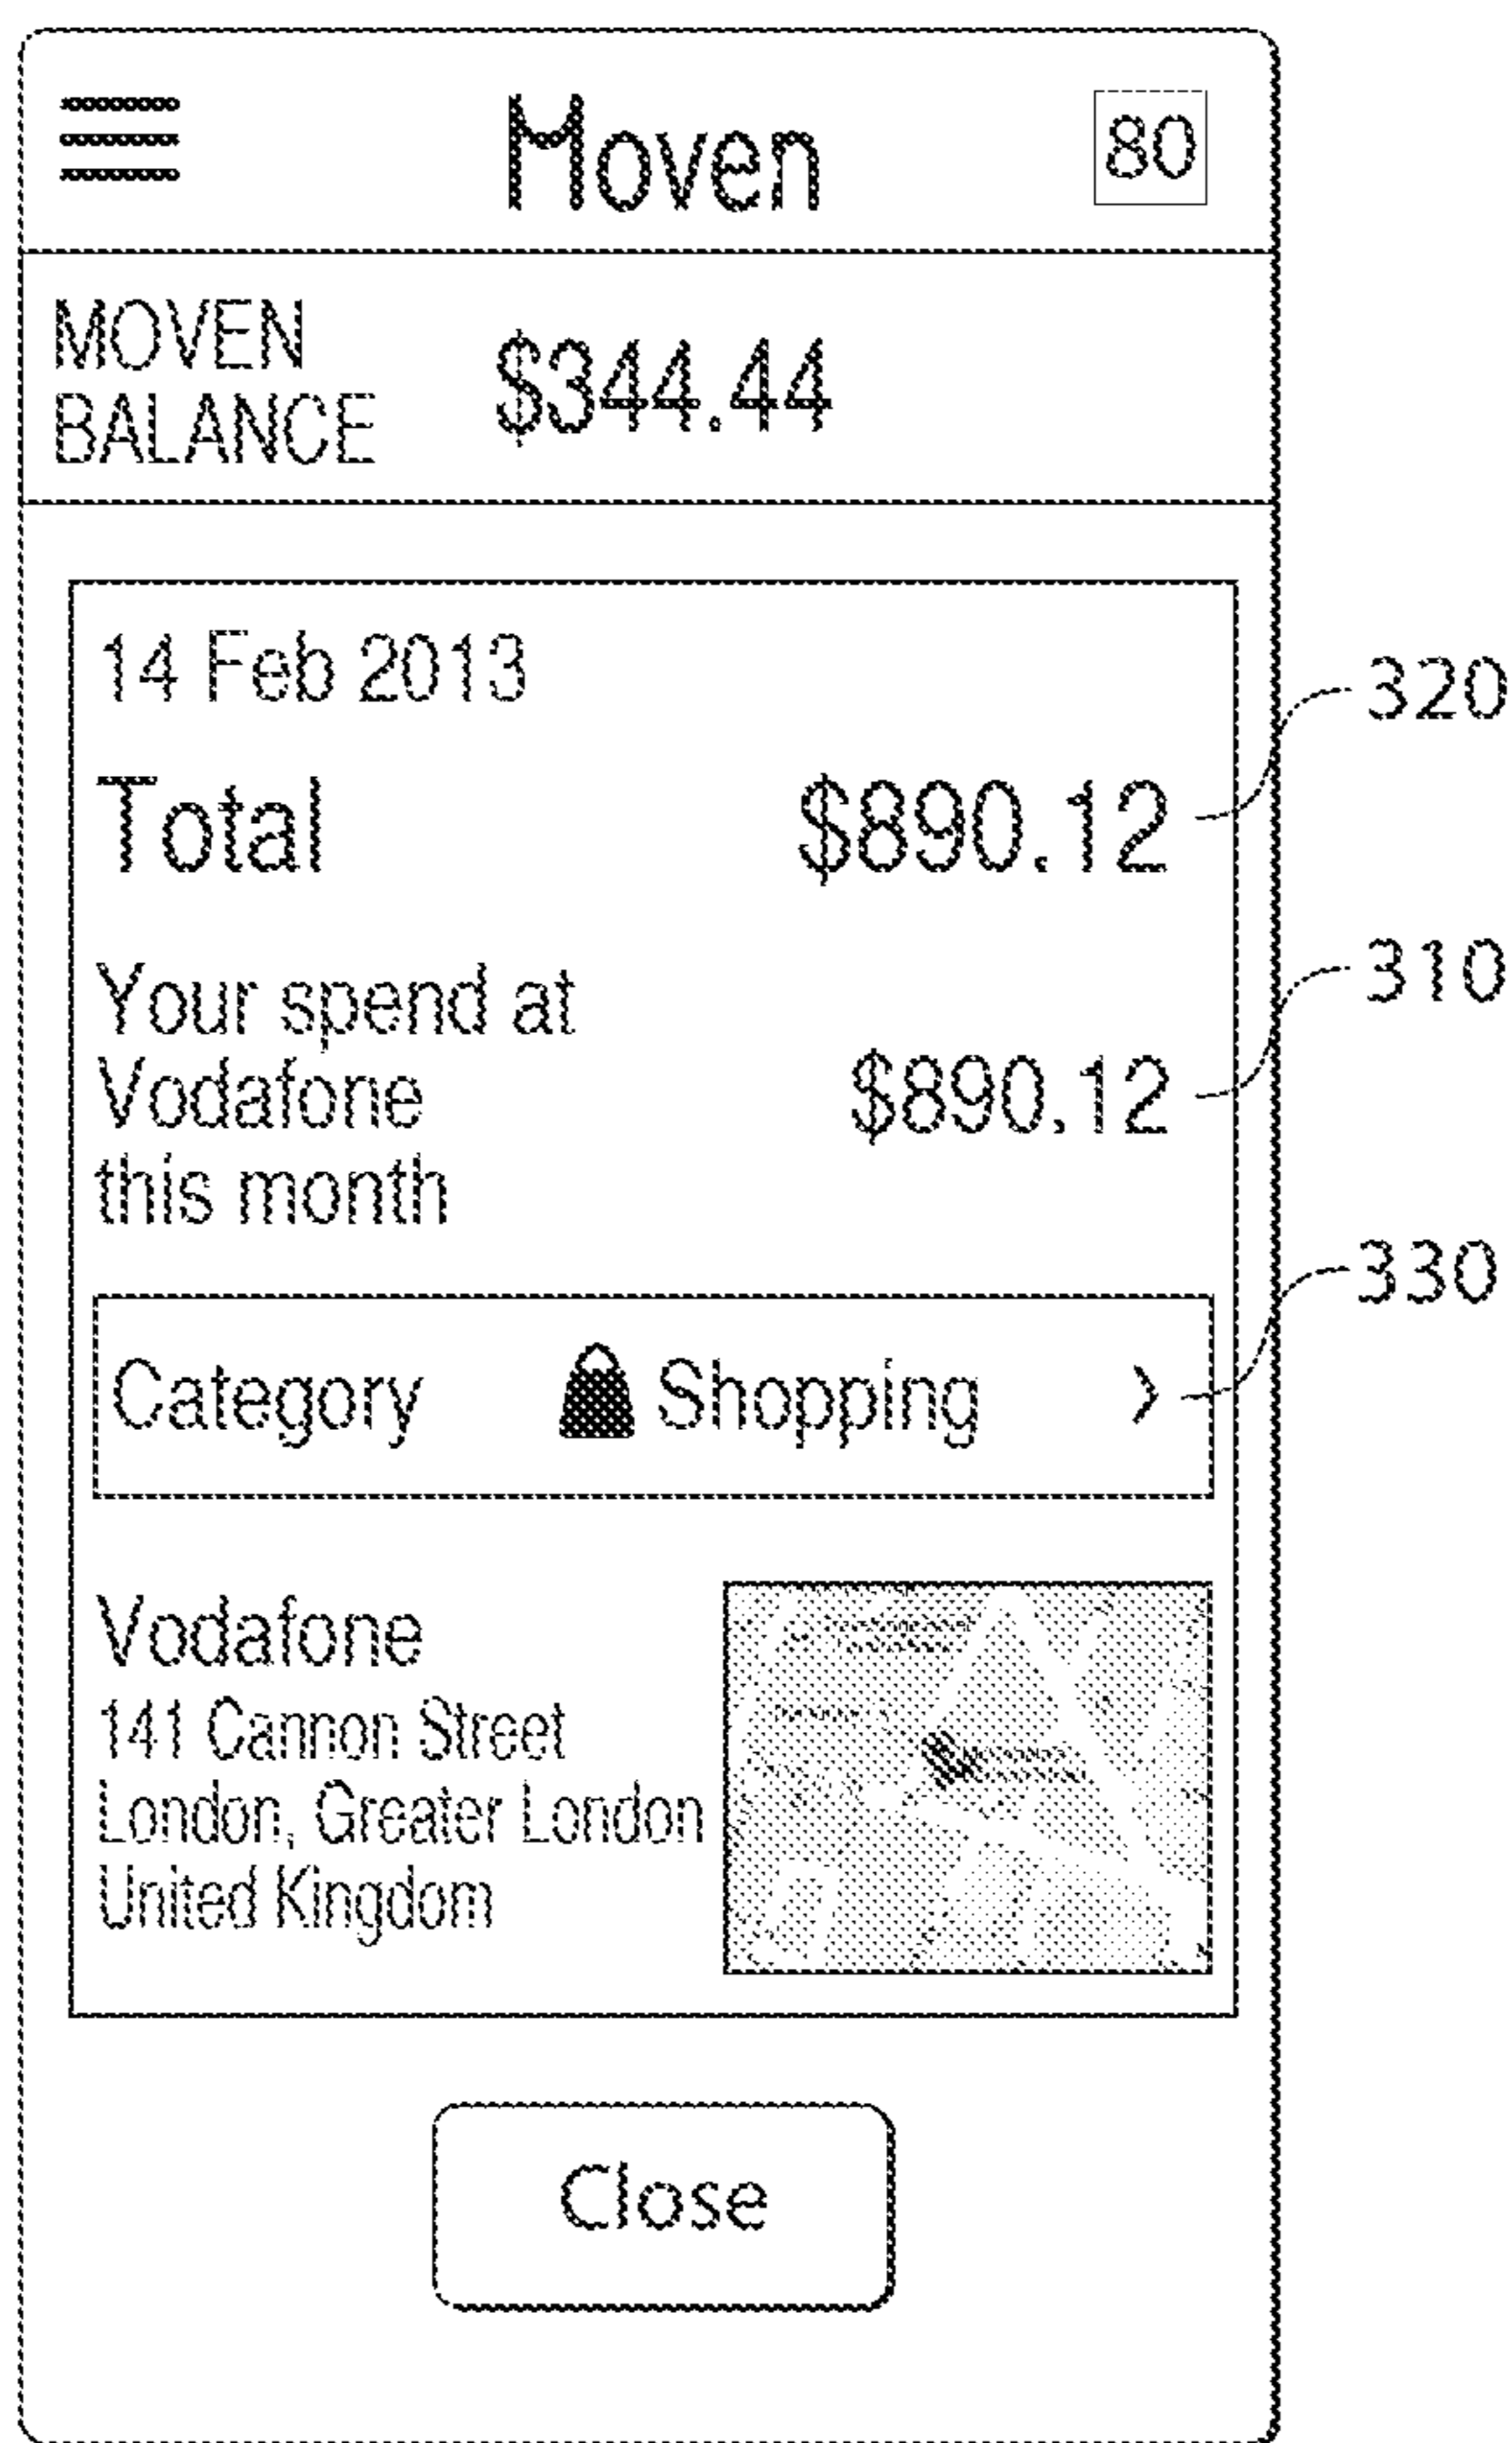 Moven
80
MOVEN
BALANCE
$344.44
14 Feb 2013
320
Total $890.12
310
Your spend at
Vodafone $890.12
this month
330
Category Shopping >
Vodafone
141 Cannon Street
London, Greater London
United Kingdom
Close